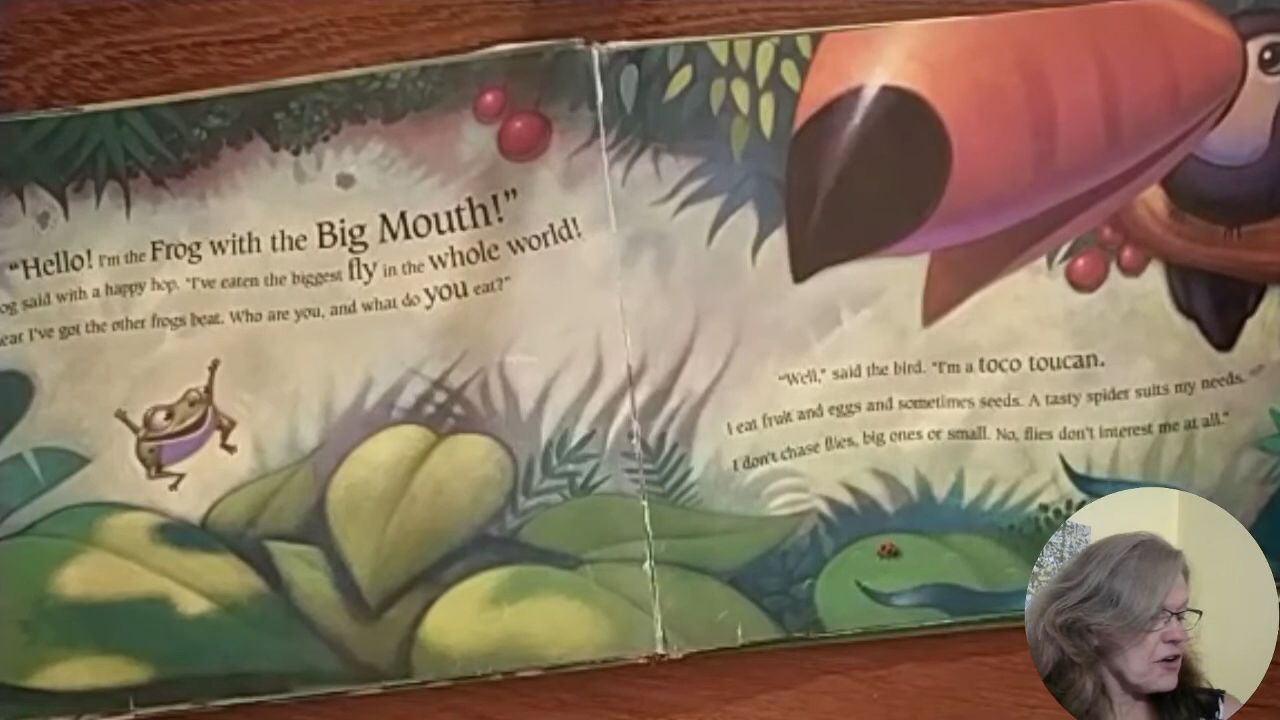 "Hello! I'm the Frog with the Big Mouth!"
og said with a happy hop. "I've eaten the biggest fly in the whole world!
ear I've got the other frogs beat. Who are you, and what do you eat?"
"Well," said the bird. "I'm a toco toucan.
I eat fruit and eggs and sometimes seeds. A tasty spider suits my needs.
I don't chase flies, big ones or small. No, flies don't interest me at all."